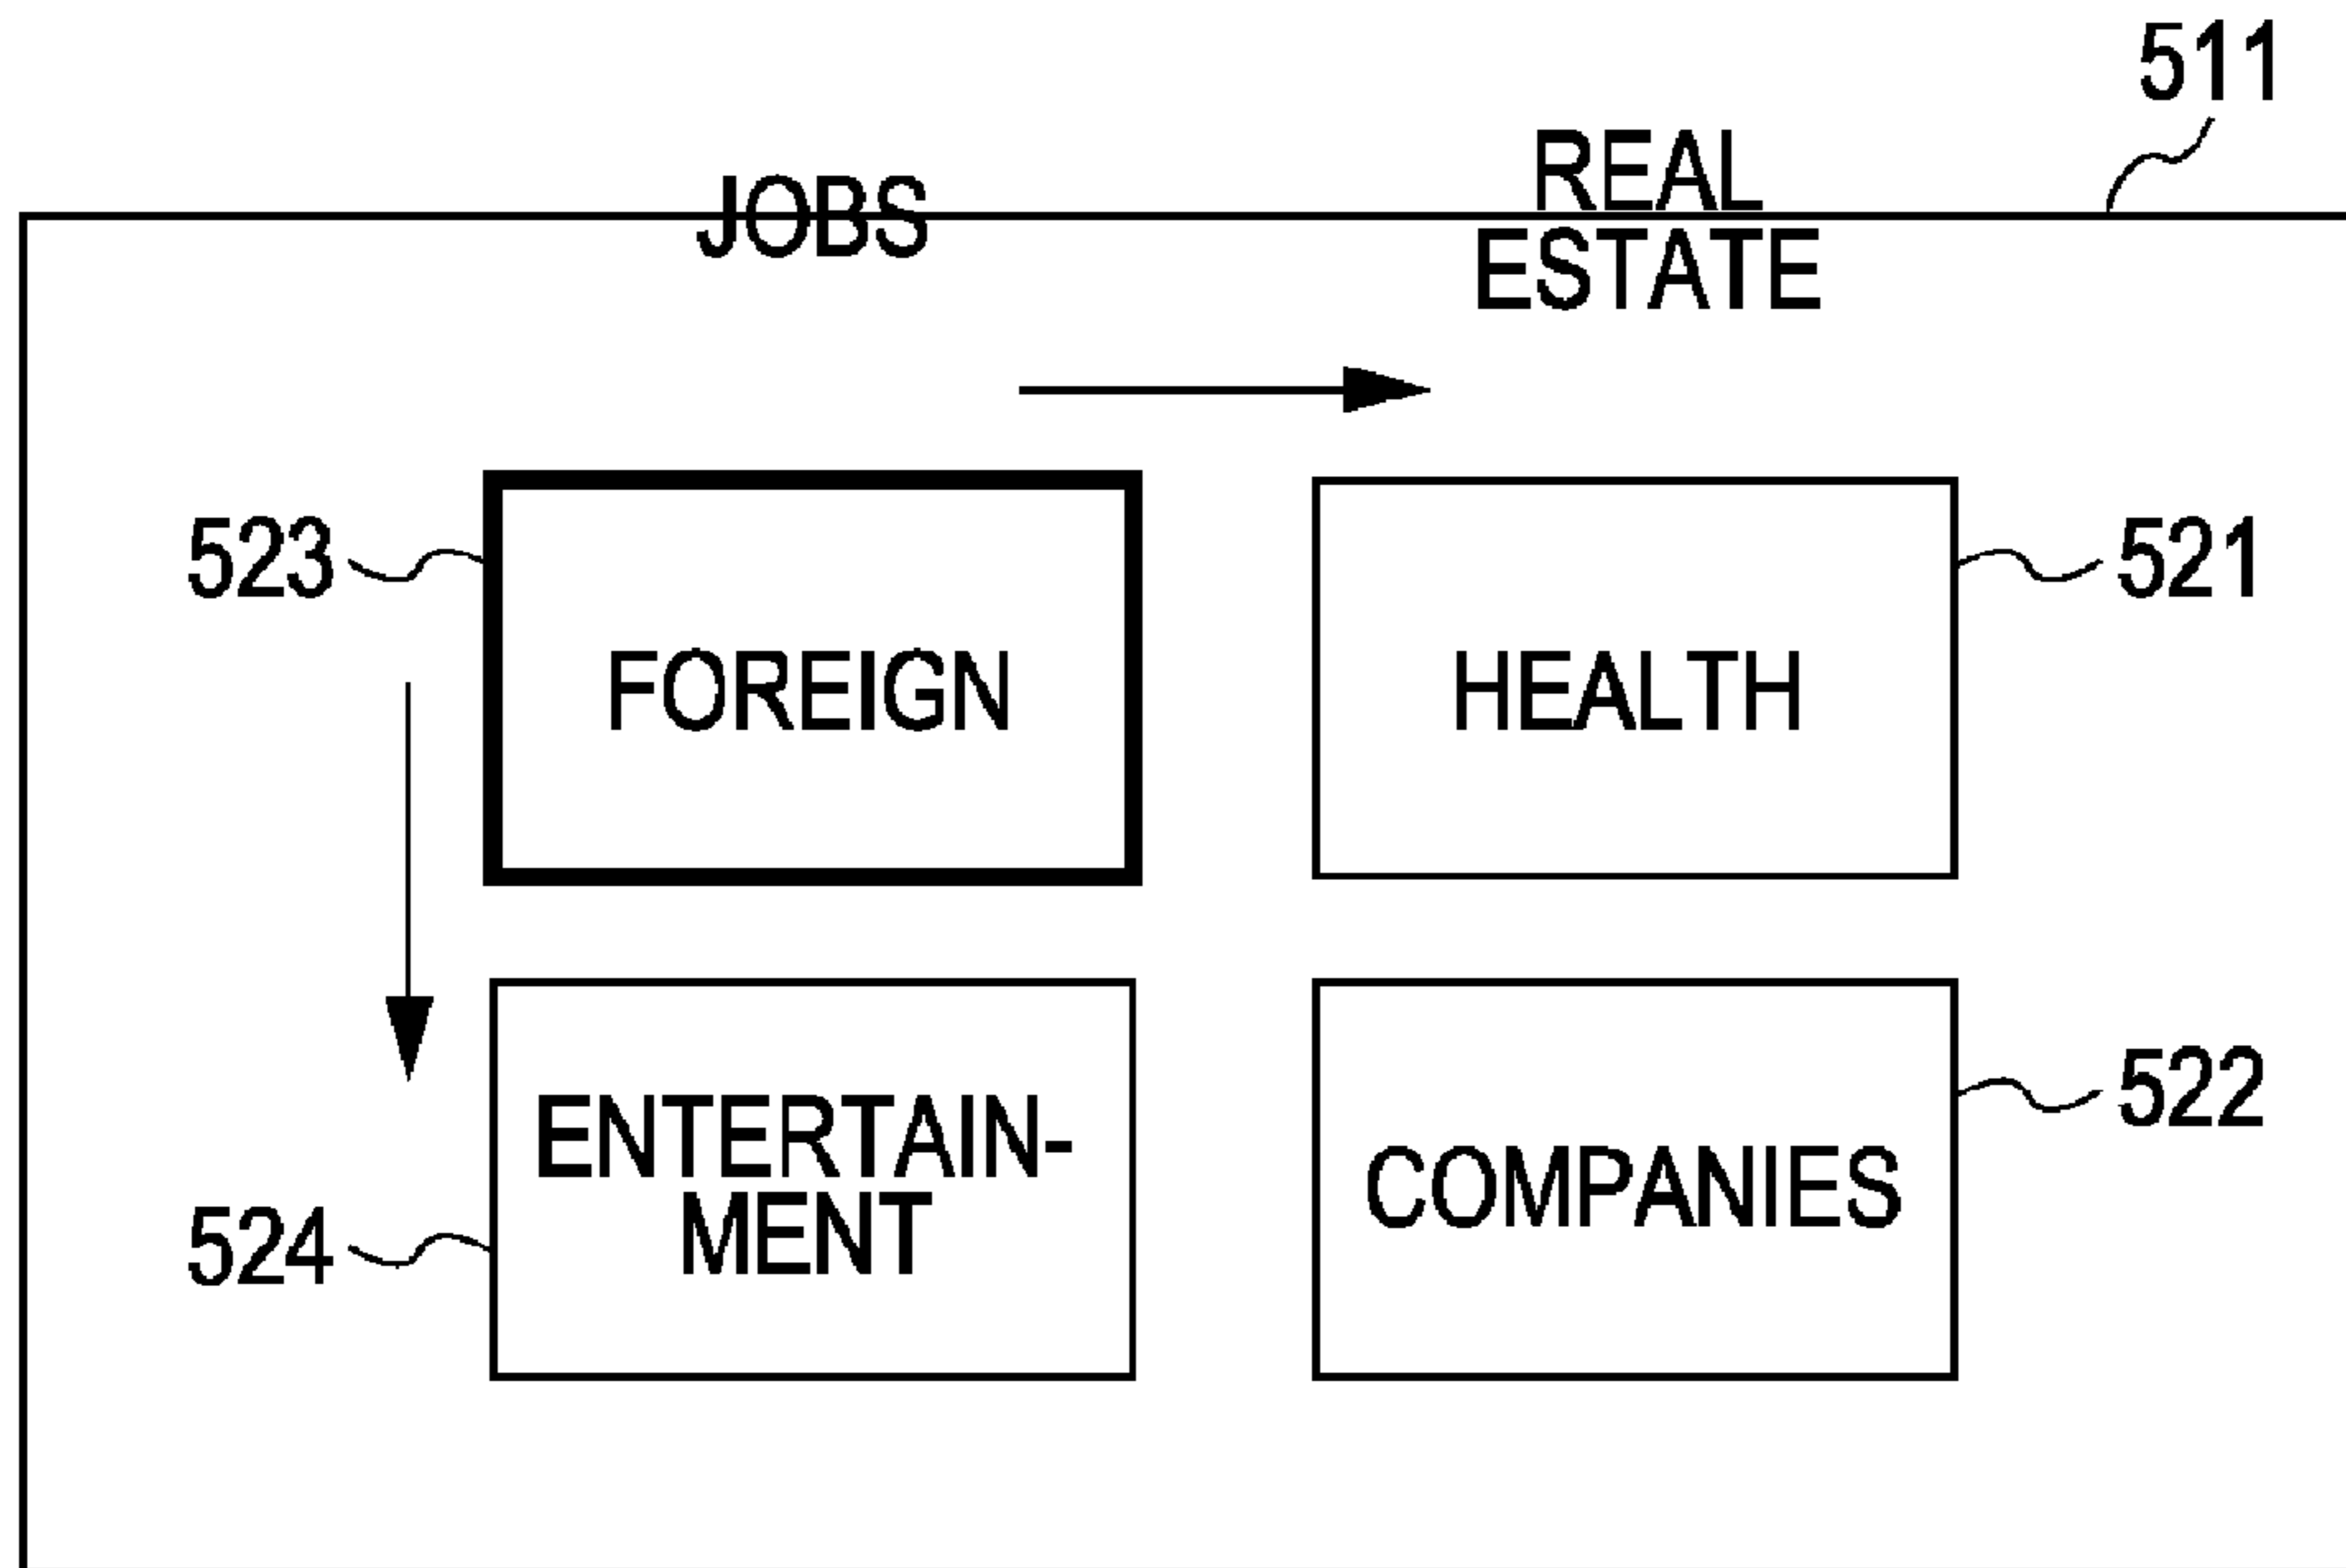 511
JOBS
REAL
ESTATE
523
FOREIGN
HEALTH
521
ENTERTAIN-
MENT
COMPANIES
522
524